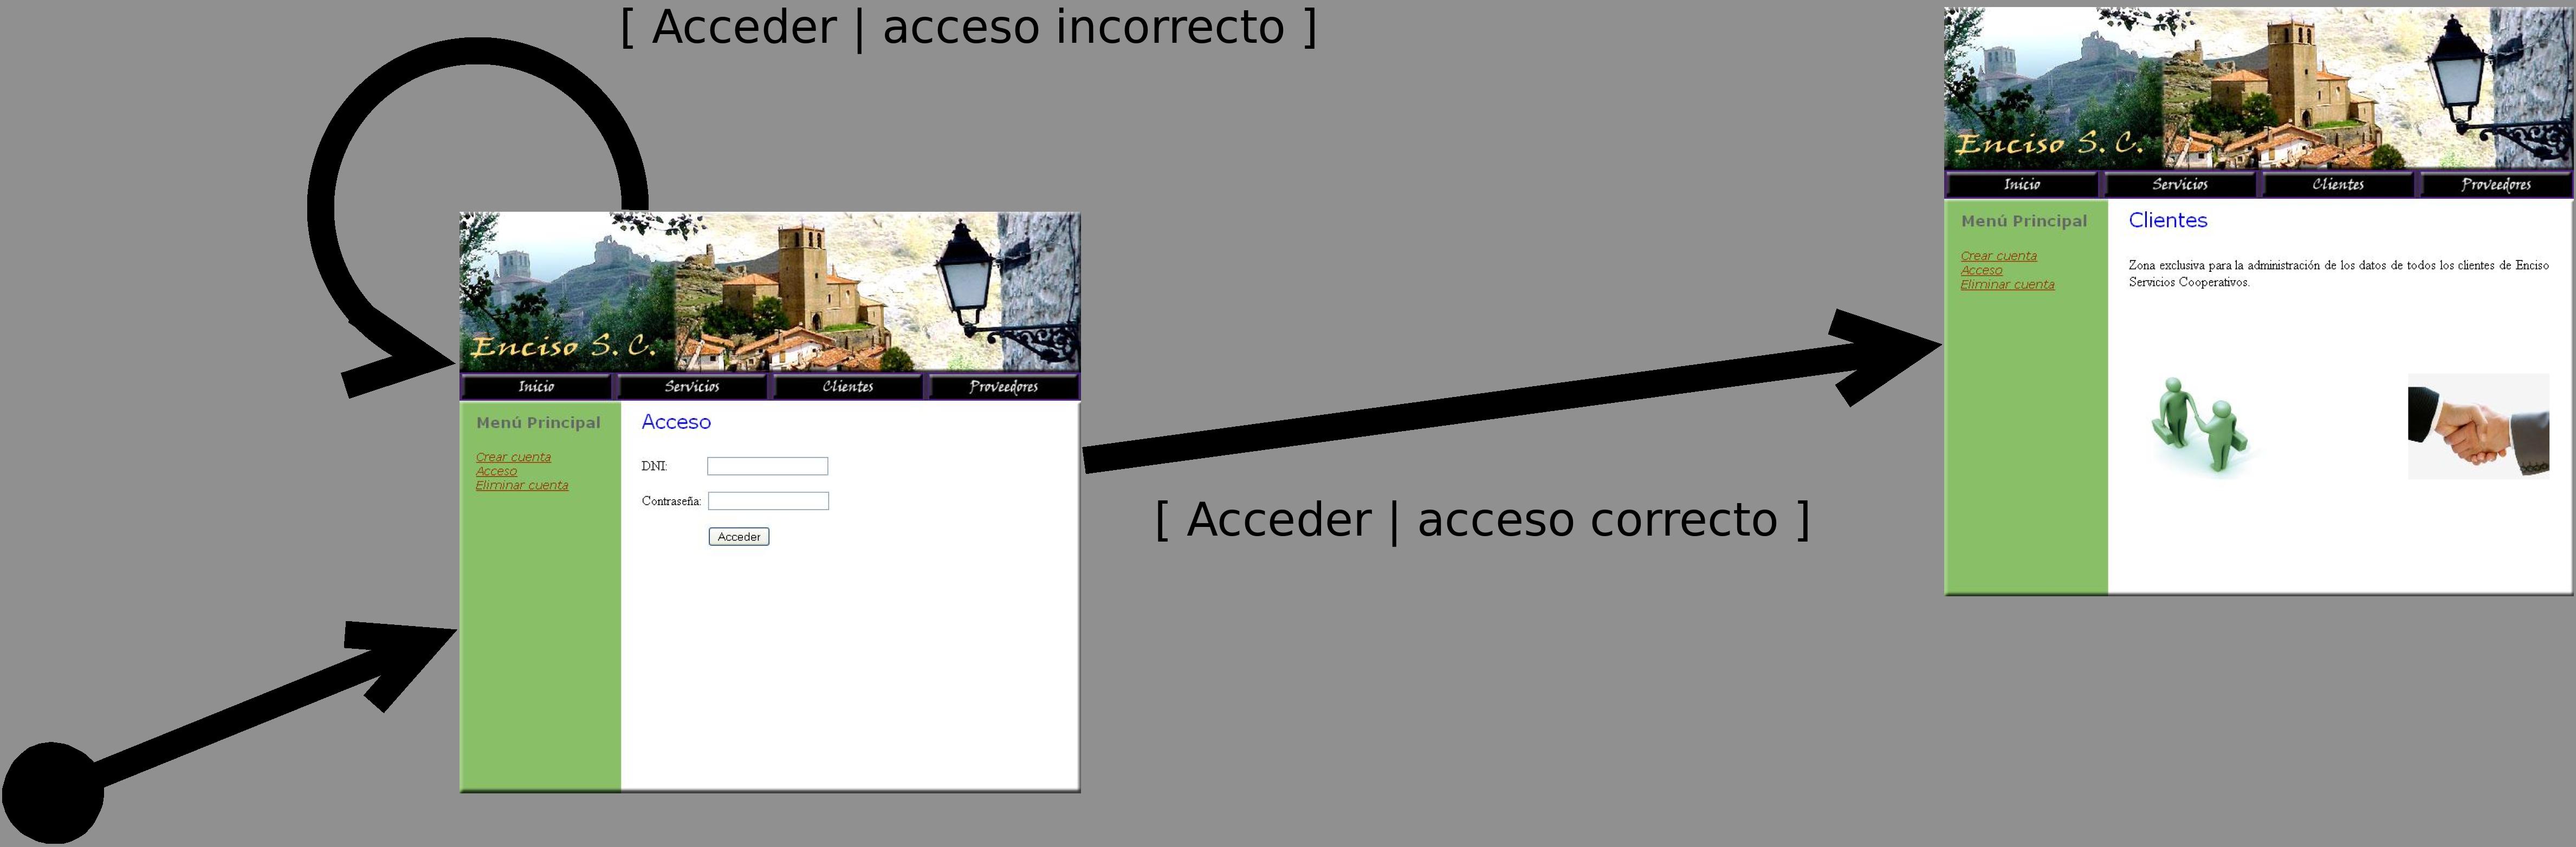 [ Acceder | acceso incorrecto ]
Enciso S. C.
Inicio Servicios Clientes Proveedores
Menú Principal
Crear cuenta
Acceso
Eliminar cuenta
Acceso
DNI:
Contraseña:
Acceder
[ Acceder | acceso correcto ]
Enciso S. C.
Inicio Servicios Clientes Proveedores
Menú Principal
Crear cuenta
Acceso
Eliminar cuenta
Clientes
Zona exclusiva para la administración de los datos de todos los clientes de Enciso
Servicios Cooperativos.